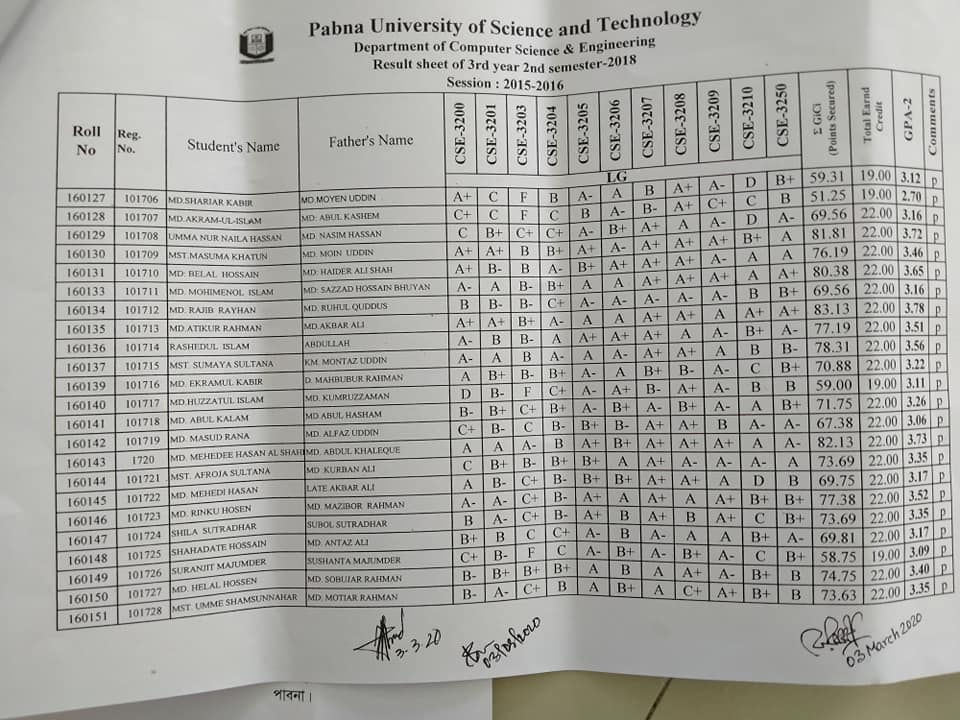 Pabna University of Science and Technology
Department of Computer Science & Engineering
Result sheet of 3rd year 2nd semester-2018
Session : 2015-2016
Roll No Reg. No. Student's Name Father's Name CSE-3200 CSE-3201 CSE-3203 CSE-3204 CSE-3205 CSE-3206 CSE-3207 CSE-3208 CSE-3209 CSE-3210 CSE-3250 Σ GiCi (Points Secured) Total Earnd Credit GPA-2 Comments
LG
160127 101706 MD.SHARIAR KABIR MD.MOYEN UDDIN A+ C F B A- A B A+ A- D B+ 59.31 19.00 3.12 p
160128 101707 MD.AKRAM-UL-ISLAM MD: ABUL KASHEM C+ C F C B A- B- A+ C+ C B 51.25 19.00 2.70 p
160129 101708 UMMA NUR NAILA HASSAN MD. NASIM HASSAN C B+ C+ C+ A- B+ A+ A A- D A- 69.56 22.00 3.16 p
160130 101709 MST.MASUMA KHATUN MD. MOIN UDDIN A+ A+ B B+ A+ A- A+ A+ A+ B+ A 81.81 22.00 3.72 p
160131 101710 MD: BELAL HOSSAIN MD: HAIDER ALI SHAH A+ B- B A- B+ A+ A+ A+ A- A A 76.19 22.00 3.46 p
160133 101711 MD. MOHIMENOL ISLAM MD: SAZZAD HOSSAIN BHUYAN A- A B- B+ A A A+ A+ A+ A A+ 80.38 22.00 3.65 p
160134 101712 MD. RAJIB RAYHAN MD.RUHUL QUDDUS B B- B- C+ A- A- A- A- A- B B+ 69.56 22.00 3.16 p
160135 101713 MD.ATIKUR RAHMAN MD.AKBAR ALI A+ A+ B+ A- A A A+ A+ A A+ A+ 83.13 22.00 3.78 p
160136 101714 RASHEDUL ISLAM ABDULLAH A- B B- A A+ A+ A+ A A- B+ A- 77.19 22.00 3.51 p
160137 101715 MST. SUMAYA SULTANA KM. MONTAZ UDDIN A- A B A- A A- A+ A+ A B B- 78.31 22.00 3.56 p
160139 101716 MD. EKRAMUL KABIR D. MAHBUBUR RAHMAN A B+ B- B+ A- A B+ B- A- C B+ 70.88 22.00 3.22 p
160140 101717 MD.HUZZATUL ISLAM MD. KUMRUZZAMAN D B- F C+ A- A+ B- A+ A- B B 59.00 19.00 3.11 p
160141 101718 MD. ABUL KALAM MD.ABUL HASHAM B- B+ C+ B+ A- B+ A- B+ A- A B+ 71.75 22.00 3.26 p
160142 101719 MD. MASUD RANA MD. ALFAZ UDDIN C+ B- C B- B+ B- A- A+ B A- A- 67.38 22.00 3.06 p
160143 1720 MD. MEHEDEE HASAN AL SHAHI MD. ABDUL KHALEQUE A A A- B A+ B+ A+ A+ A+ A A- 82.13 22.00 3.73 p
160144 101721 MST. AFROJA SULTANA MD KURBAN ALI C B+ B- B+ B+ A A+ A- A- A- A 73.69 22.00 3.35 p
160145 101722 MD. MEHEDI HASAN LATE AKBAR ALI A B- C+ B- B+ B+ A+ A+ A D B 69.75 22.00 3.17 p
160146 101723 MD. RINKU HOSEN MD. MAZIBOR RAHMAN A- A- C+ B- A+ A A+ A B+ B+ B+ 77.38 22.00 3.52 p
160147 101724 SHILA SUTRADHAR SUBOL SUTRADHAR B A- C+ B- A+ B A+ B A+ C B+ 73.69 22.00 3.35 p
160148 101725 SHAHADATE HOSSAIN MD. ANTAZ ALI B+ B C C+ A- B A- A A B+ A- 69.81 22.00 3.17 p
160149 101726 SURANJIT MAJUMDER SUSHANTA MAJUMDER C+ B- F C A- B+ A- B+ A- C B+ 58.75 19.00 3.09 p
160150 101727 MD. HELAL HOSSEN MD. SOBUJAR RAHMAN B- B+ B+ B+ A B A A+ A- B+ B 74.75 22.00 3.40 p
160151 101728 MST. UMME SHAMSUNNAHAR MD. MOTIAR RAHMAN B- A- C+ B A B+ A C+ A+ B+ B 73.63 22.00 3.35 p
3.3.20
03/03/2020
03 March 2020
পাবনা।